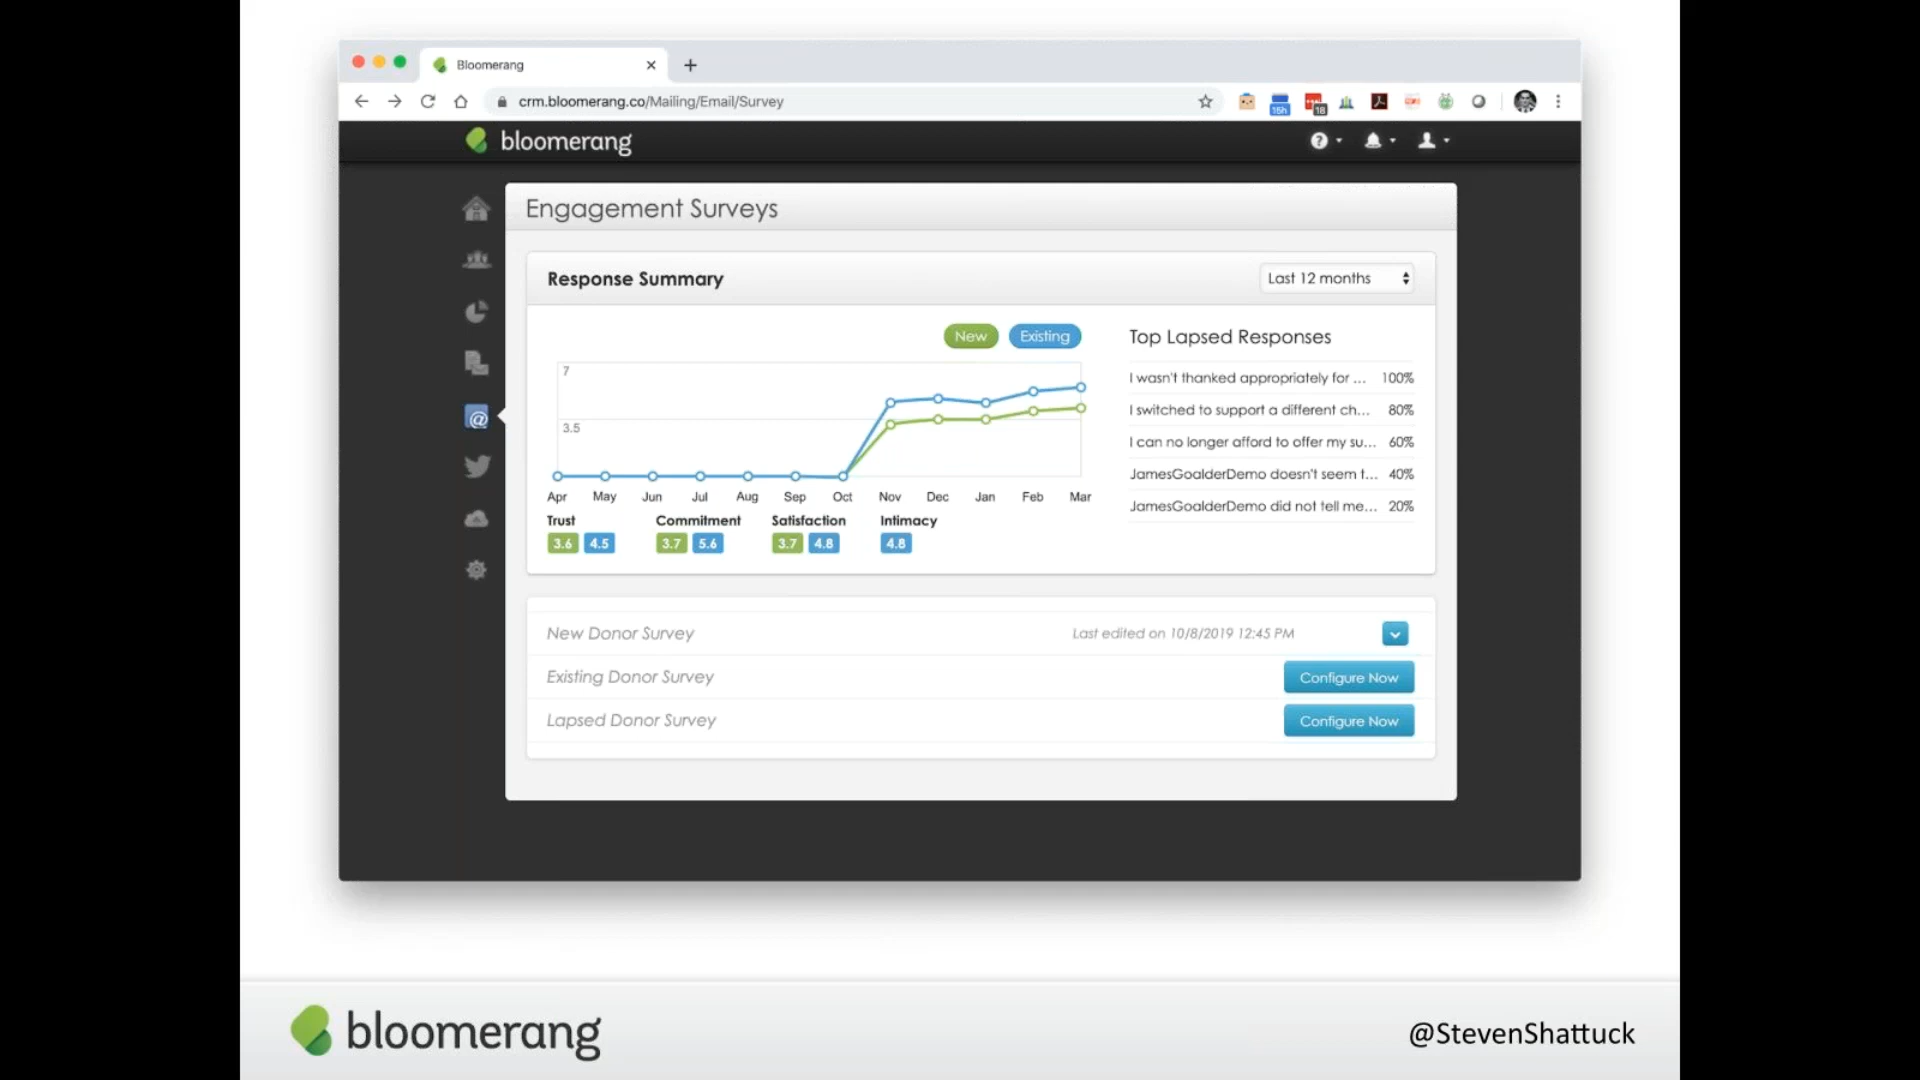 Bloomerang
crm.bloomerang.co/Mailing/Email/Survey
15h
18
bloomerang
Engagement Surveys
Response Summary
Last 12 months
New Existing
Top Lapsed Responses
7
3.5
I wasn't thanked appropriately for ... 100%
I switched to support a different ch... 80%
I can no longer afford to offer my su... 60%
JamesGoalderDemo doesn't seem t... 40%
JamesGoalderDemo did not tell me... 20%
Apr May Jun Jul Aug Sep Oct Nov Dec Jan Feb Mar
Trust Commitment Satisfaction Intimacy
3.6 4.5 3.7 5.6 3.7 4.8 4.8
New Donor Survey Last edited on 10/8/2019 12:45 PM
Existing Donor Survey Configure Now
Lapsed Donor Survey Configure Now
bloomerang
@StevenShattuck